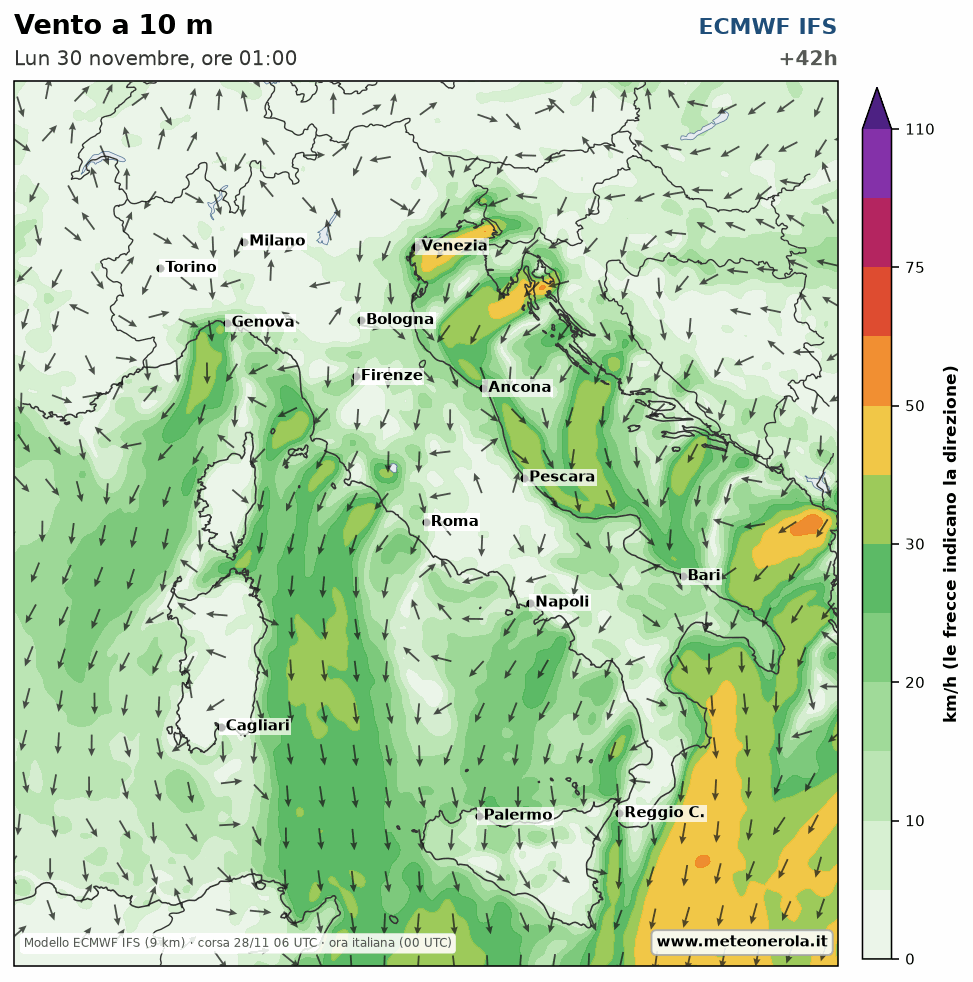 Vento a 10 m
ECMWF IFS
Lun 30 novembre, ore 01:00
+42h
110
75
50
30
20
10
0
km/h (le frecce indicano la direzione)
Milano
Venezia
Torino
Genova
Bologna
Firenze
Ancona
Pescara
Roma
Bari
Napoli
Cagliari
Palermo
Reggio C.
Modello ECMWF IFS (9 km) · corsa 28/11 06 UTC · ora italiana (00 UTC)
www.meteonerola.it